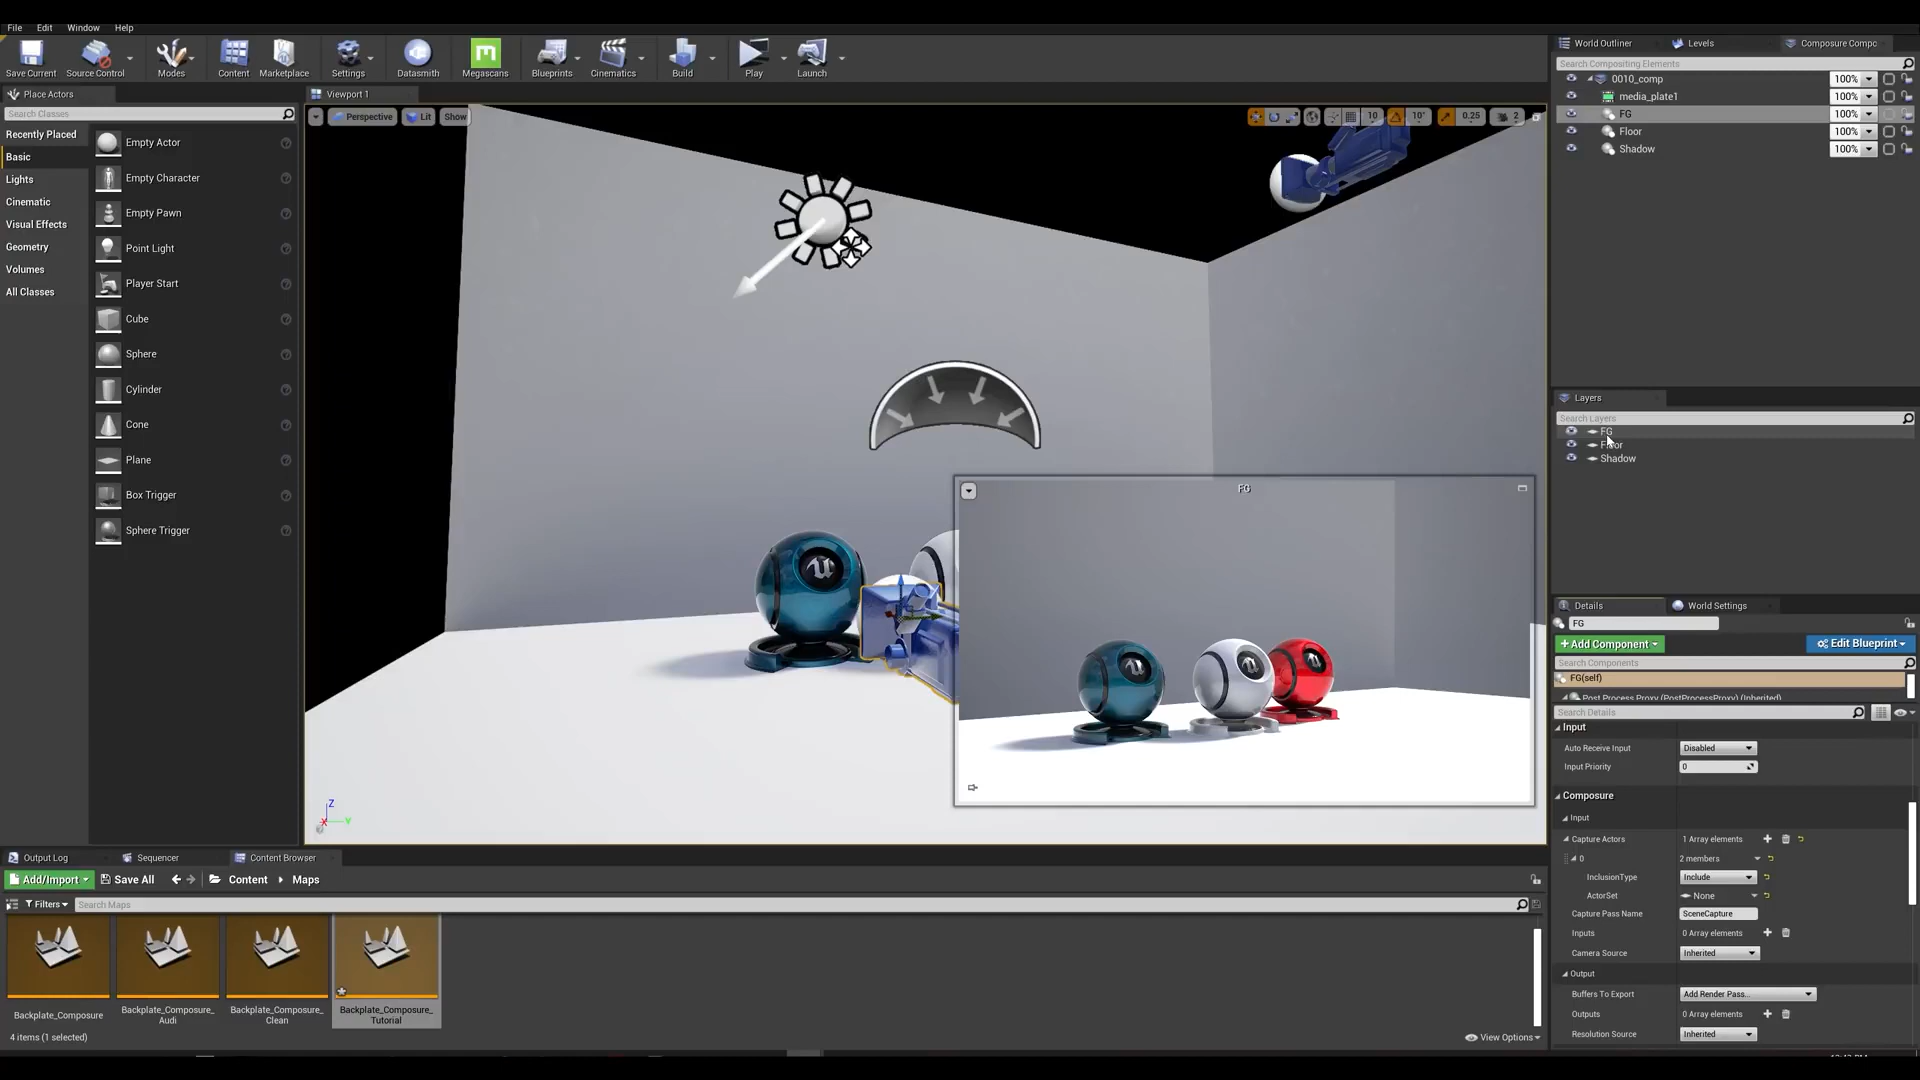 File Edit Window Help
Save Current Source Control Modes Content Marketplace Settings Datasmith Megascans Blueprints Cinematics Build Play Launch
Place Actors
Search Classes
Recently Placed
Basic
Lights
Cinematic
Visual Effects
Geometry
Volumes
All Classes
Empty Actor
Empty Character
Empty Pawn
Point Light
Player Start
Cube
Sphere
Cylinder
Cone
Plane
Box Trigger
Sphere Trigger
Viewport 1
Perspective Lit Show
10 10° 0.25 2
FG
Z
X Y
World Outliner Levels Composure Compc
Search Compositing Elements
0010_comp 100%
media_plate1 100%
FG 100%
Floor 100%
Shadow 100%
Layers
Search Layers
FG
Floor
Shadow
Details World Settings
FG
+Add Component Edit Blueprint
Search Components
FG(self)
Post Process Proxy (PostProcessProxy) (Inherited)
Search Details
Input
Auto Receive Input Disabled
Input Priority 0
Composure
Input
Capture Actors 1 Array elements
0 2 members
InclusionType Include
ActorSet None
Capture Pass Name SceneCapture
Inputs 0 Array elements
Camera Source Inherited
Output
Buffers To Export Add Render Pass...
Outputs 0 Array elements
Resolution Source Inherited
Output Log Sequencer Content Browser
Add/Import Save All Content Maps
Filters Search Maps
Backplate_Composure
Backplate_Composure_
Audi
Backplate_Composure_
Clean
Backplate_Composure_
Tutorial
4 items (1 selected) View Options